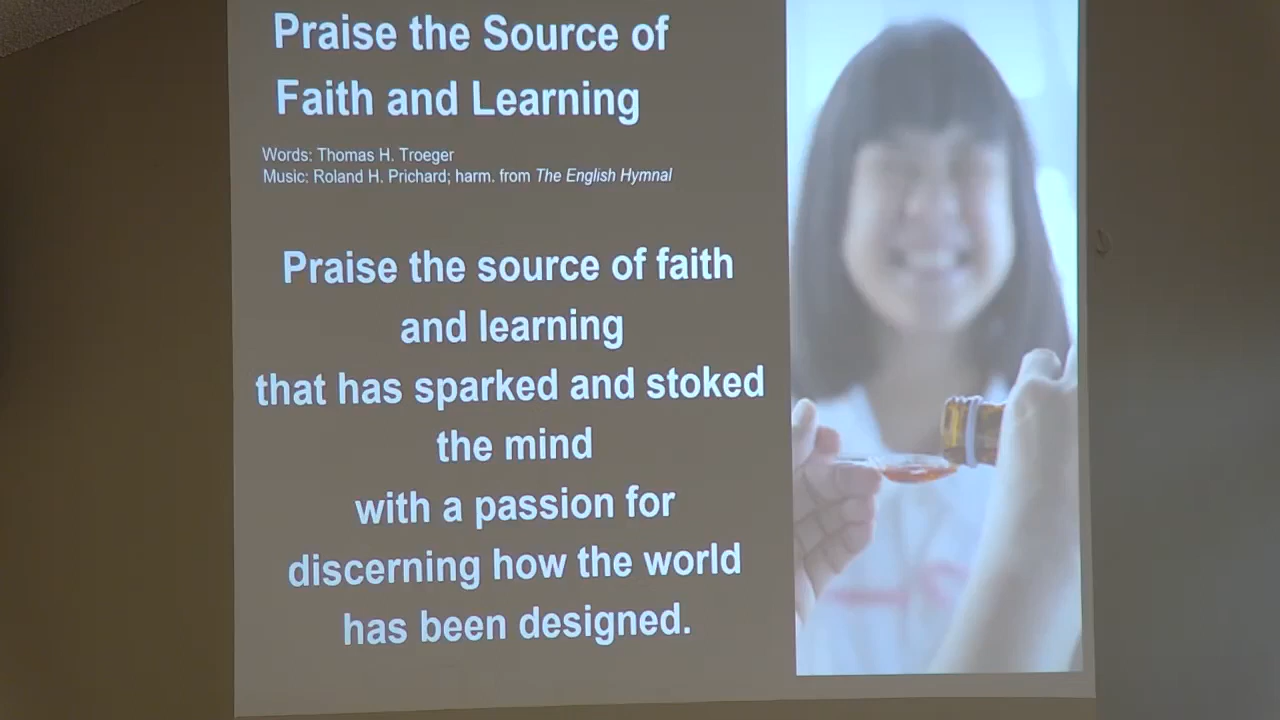 Praise the Source of
Faith and Learning
Words: Thomas H. Troeger
Music: Roland H. Prichard; harm. from The English Hymnal
Praise the source of faith
and learning
that has sparked and stoked
the mind
with a passion for
discerning how the world
has been designed.